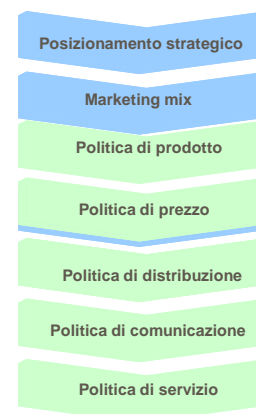 Posizionamento strategico
Marketing mix
Politica di prodotto
Politica di prezzo
Politica di distribuzione
Politica di comunicazione
Politica di servizio